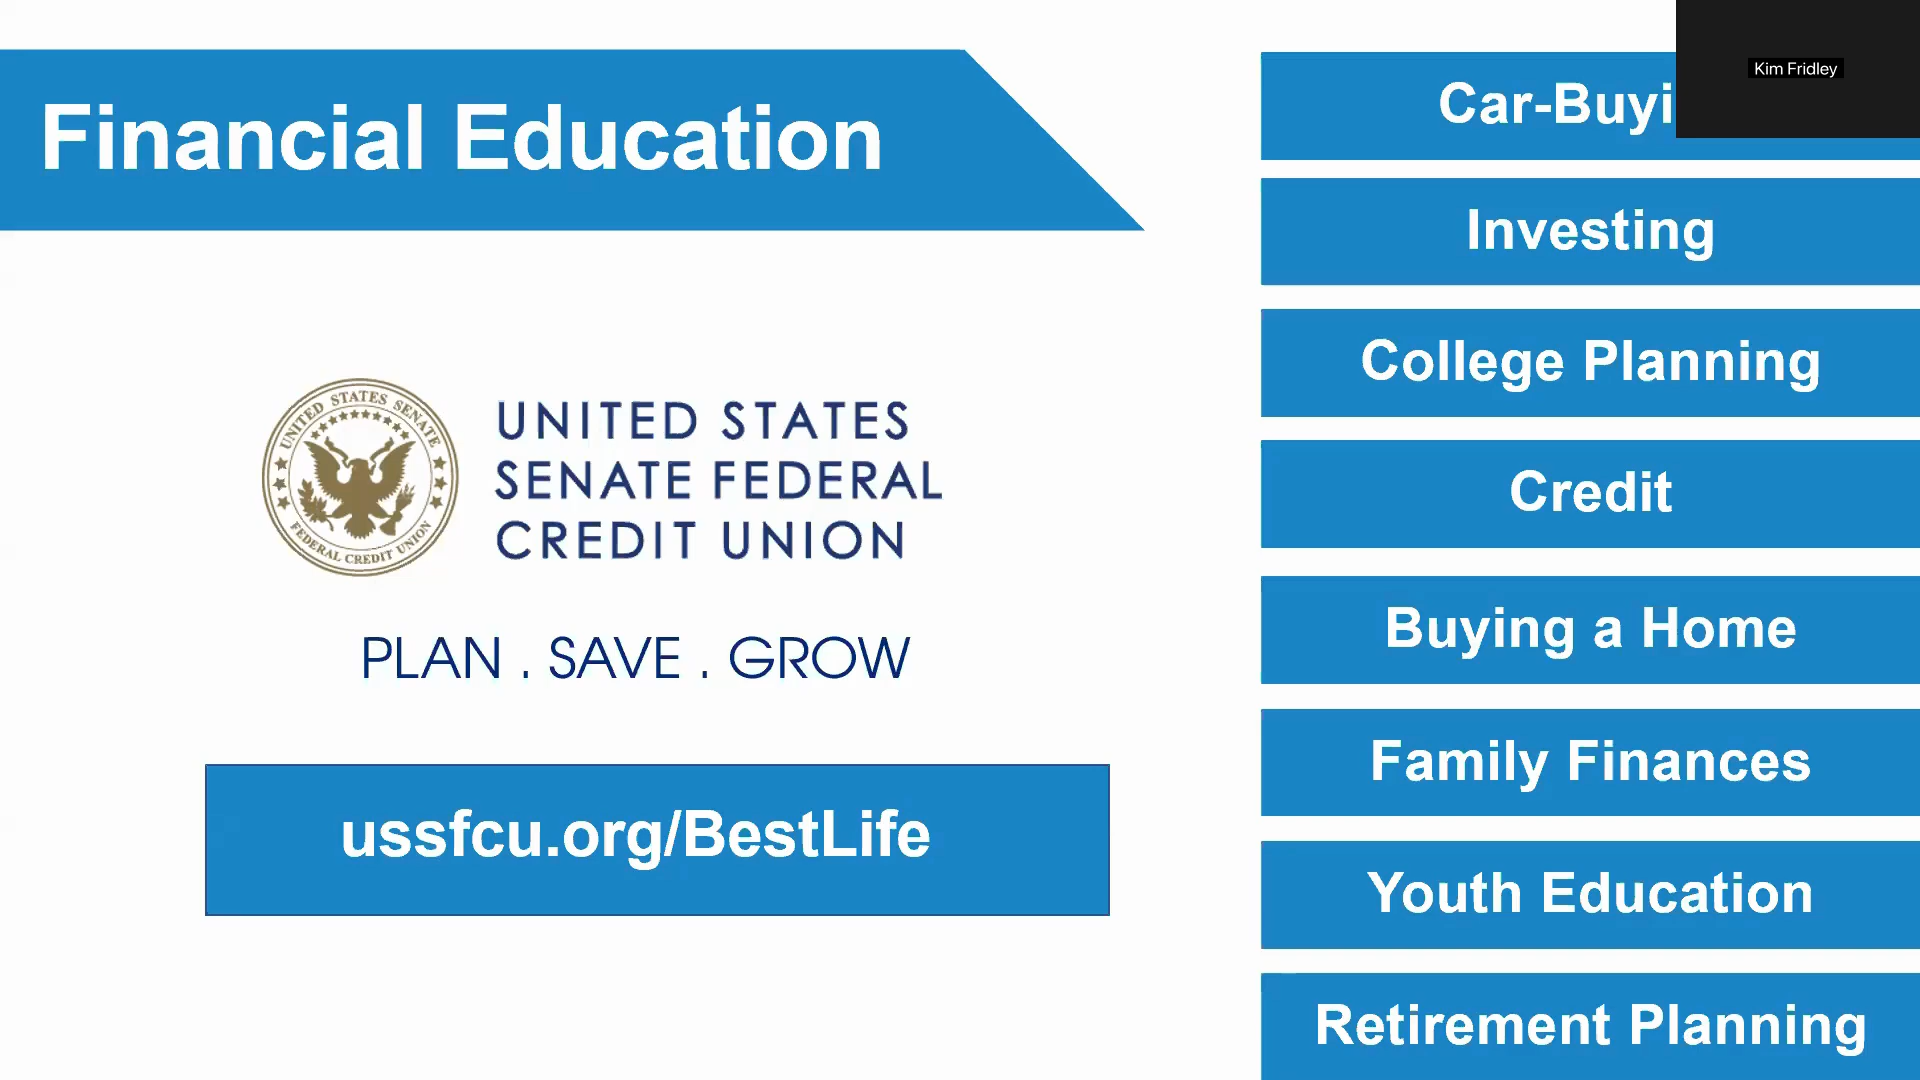 Financial Education
UNITED STATES SENATE
FEDERAL CREDIT UNION
UNITED STATES
SENATE FEDERAL
CREDIT UNION
PLAN . SAVE . GROW
ussfcu.org/BestLife
Kim Fridley
Car-Buyi
Investing
College Planning
Credit
Buying a Home
Family Finances
Youth Education
Retirement Planning